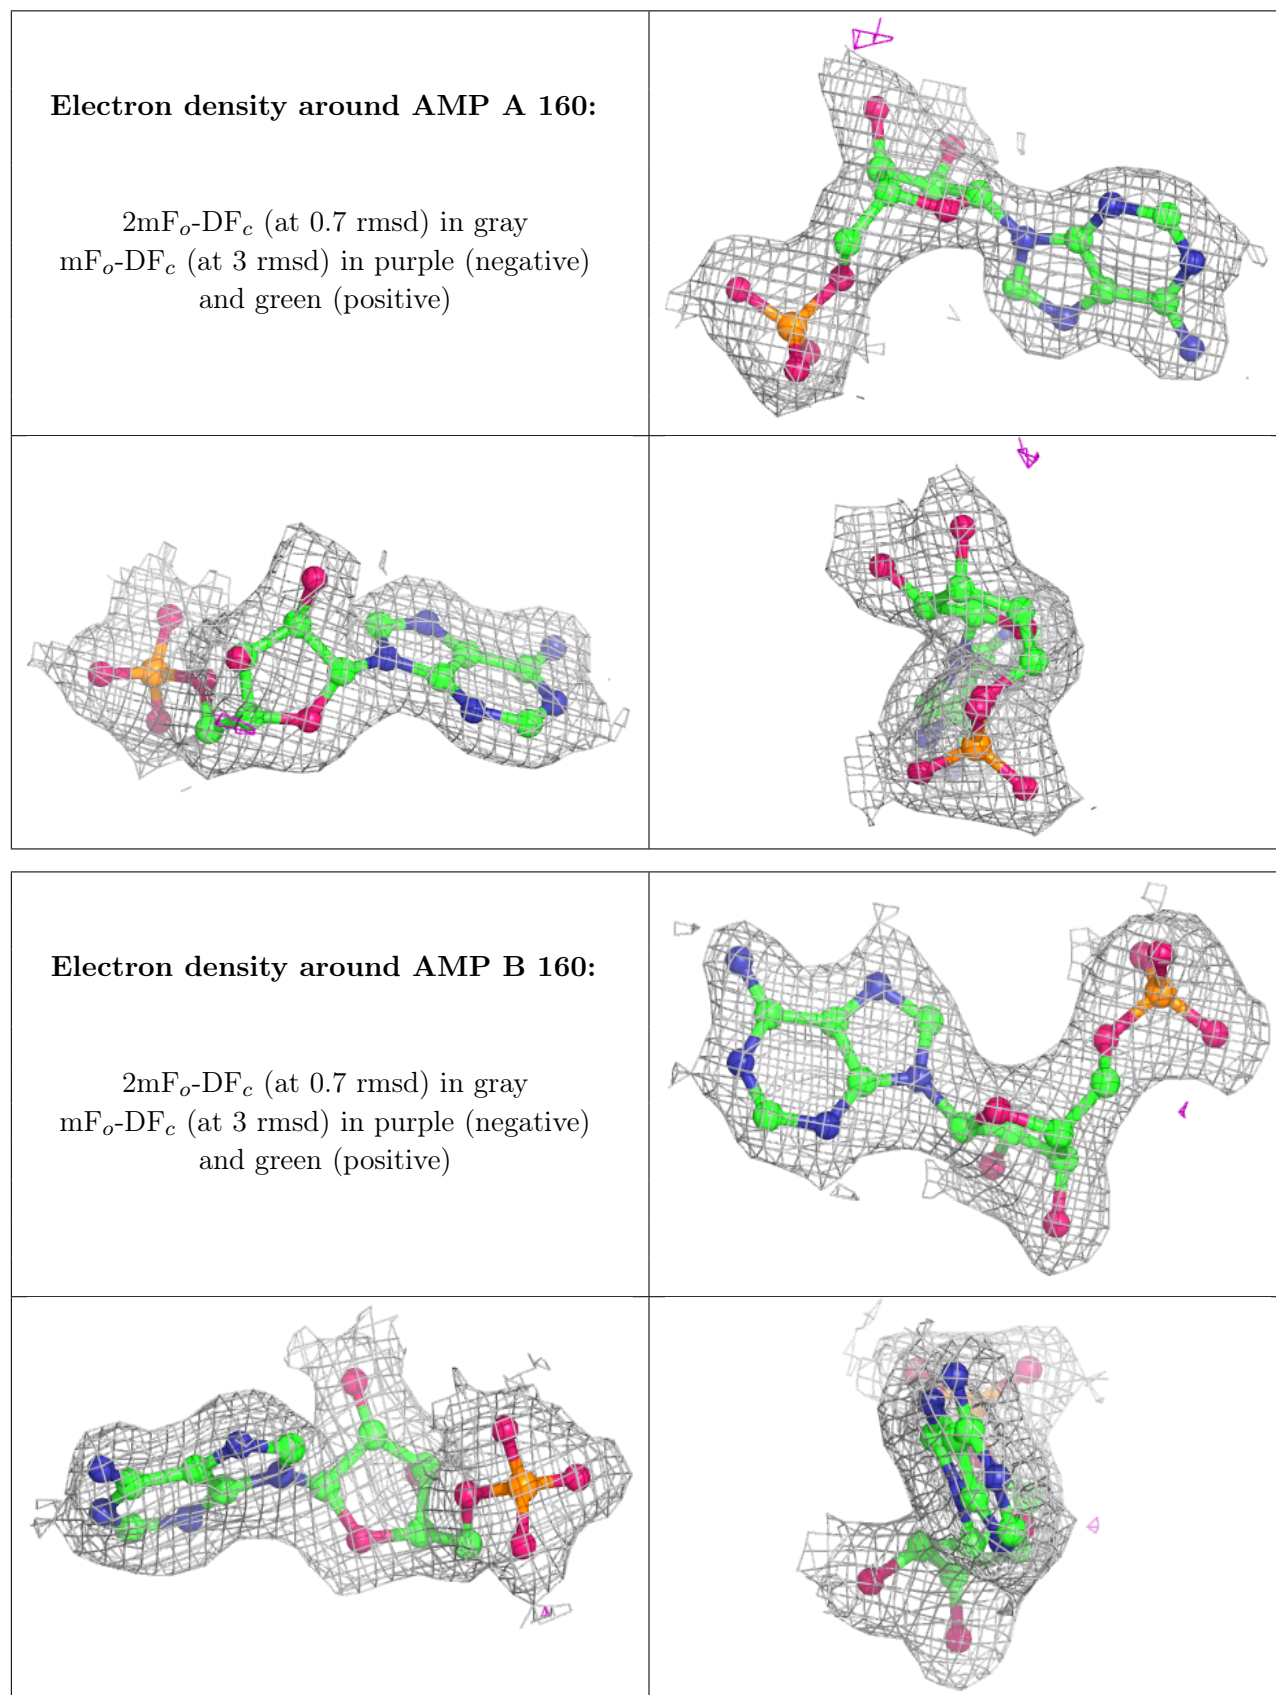 Electron density around AMP A 160:
2mFo-DFc (at 0.7 rmsd) in gray
mFo-DFc (at 3 rmsd) in purple (negative)
and green (positive)
Electron density around AMP B 160:
2mFo-DFc (at 0.7 rmsd) in gray
mFo-DFc (at 3 rmsd) in purple (negative)
and green (positive)